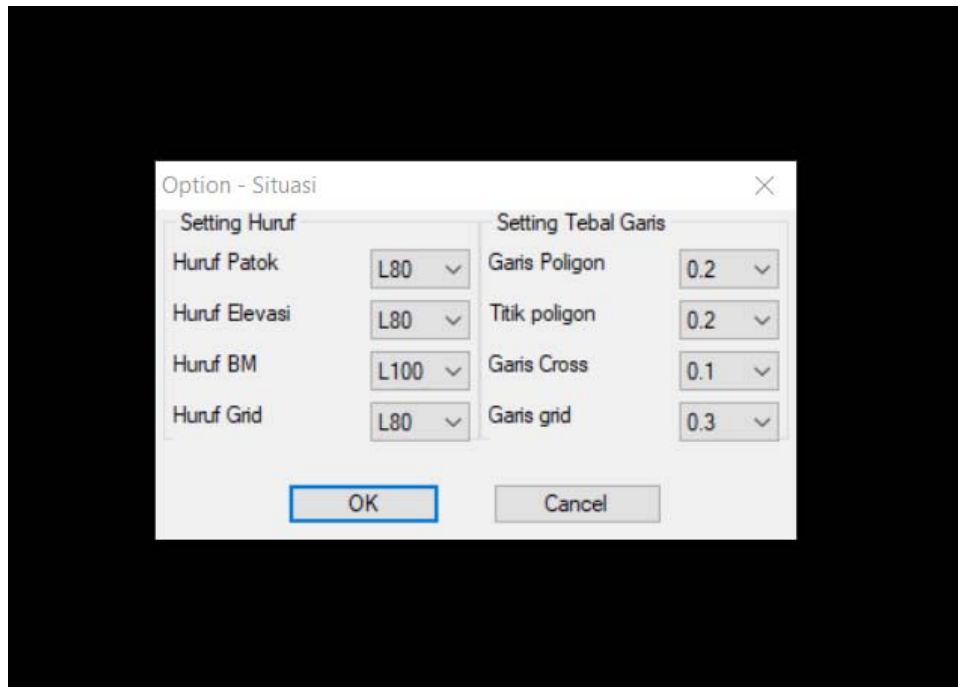 Option - Situasi
Setting Huruf
Huruf Patok L80
Huruf Elevasi L80
Huruf BM L100
Huruf Grid L80
Setting Tebal Garis
Garis Poligon 0.2
Titik poligon 0.2
Garis Cross 0.1
Garis grid 0.3
OK
Cancel